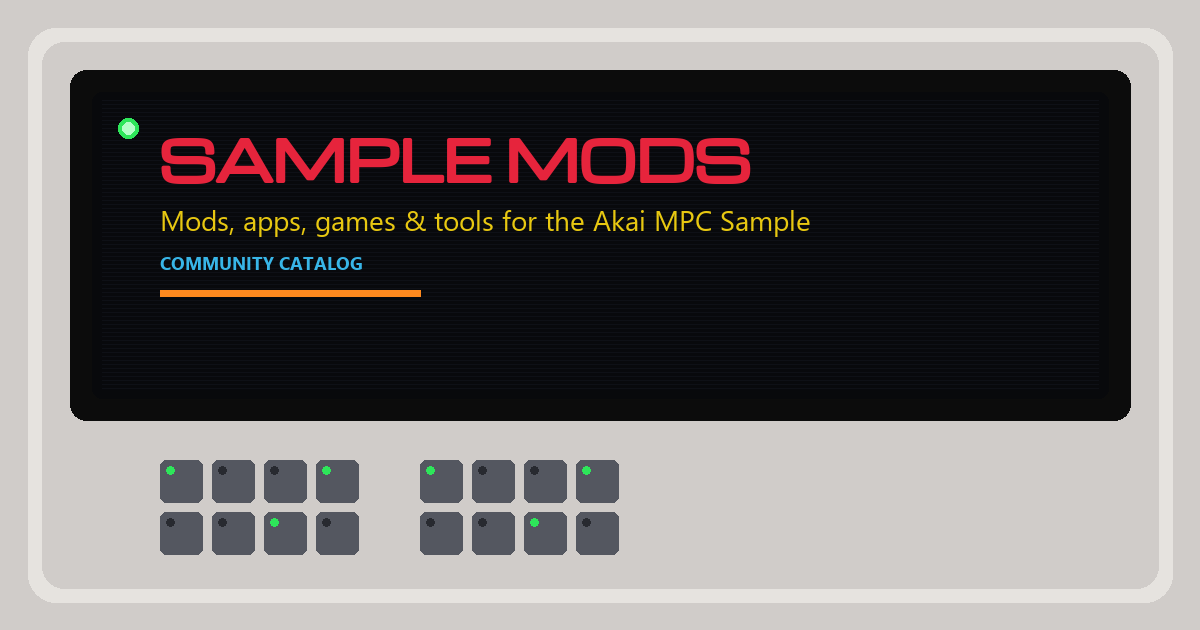 SAMPLE MODS
Mods, apps, games & tools for the Akai MPC Sample
COMMUNITY CATALOG